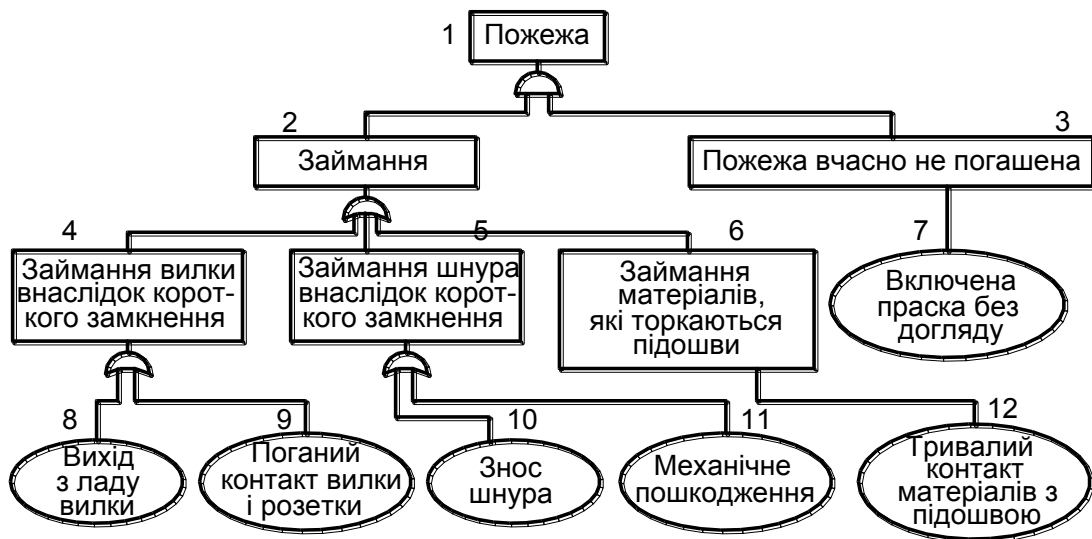 1
Пожежа
2
Займання
3
Пожежа вчасно не погашена
4
Займання вилки
внаслідок корот-
кого замкнення
5
Займання шнура
внаслідок корот-
кого замкнення
6
Займання
матеріалів,
які торкаються
підошви
7
Включена
праска без
догляду
8
Вихід
з ладу
вилки
9
Поганий
контакт вилки
і розетки
10
Знос
шнура
11
Механічне
пошкодження
12
Тривалий
контакт
матеріалів з
підошвою